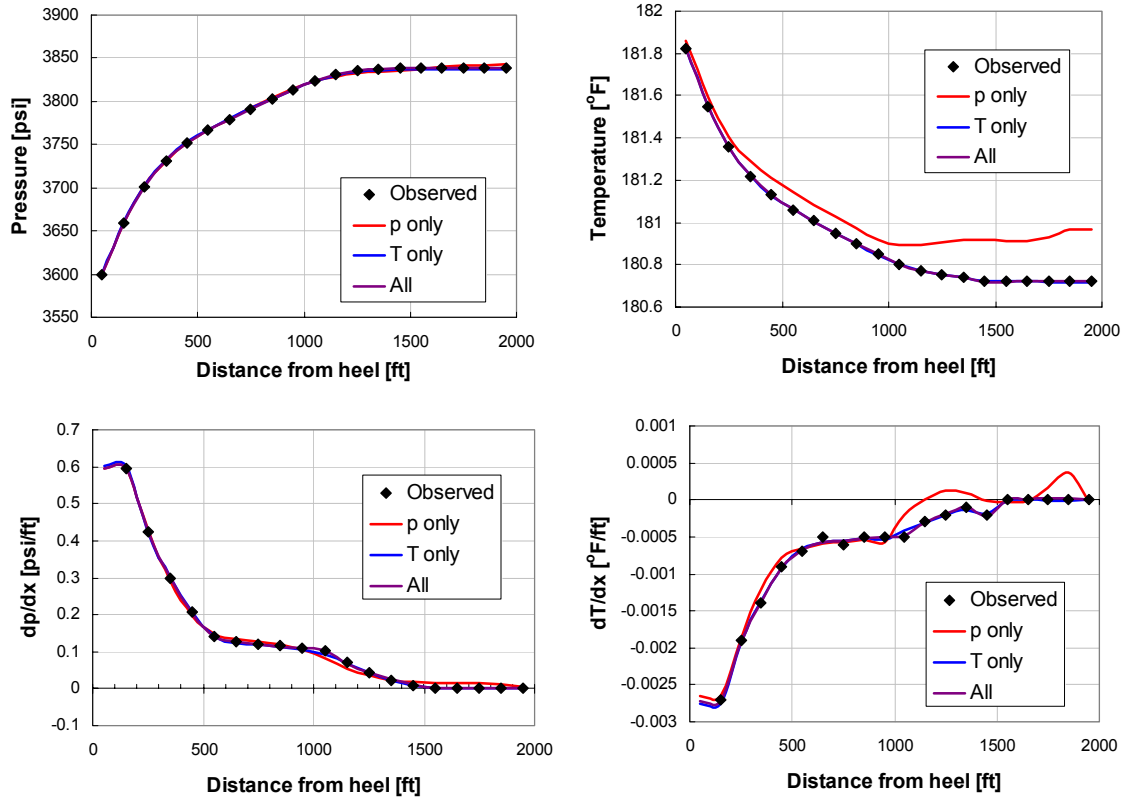 3900
3850
3800
3750
3700
3650
3600
3550
Pressure [psi]
Observed
p only
T only
All
0 500 1000 1500 2000
Distance from heel [ft]
182
181.8
181.6
181.4
181.2
181
180.8
180.6
Temperature [°F]
Observed
p only
T only
All
0 500 1000 1500 2000
Distance from heel [ft]
0.7
0.6
0.5
0.4
0.3
0.2
0.1
0
-0.1
dp/dx [psi/ft]
Observed
p only
T only
All
0 500 1000 1500 2000
Distance from heel [ft]
0.001
0.0005
0
-0.0005
-0.001
-0.0015
-0.002
-0.0025
-0.003
dT/dx [°F/ft]
Observed
p only
T only
All
0 500 1000 1500 2000
Distance from heel [ft]